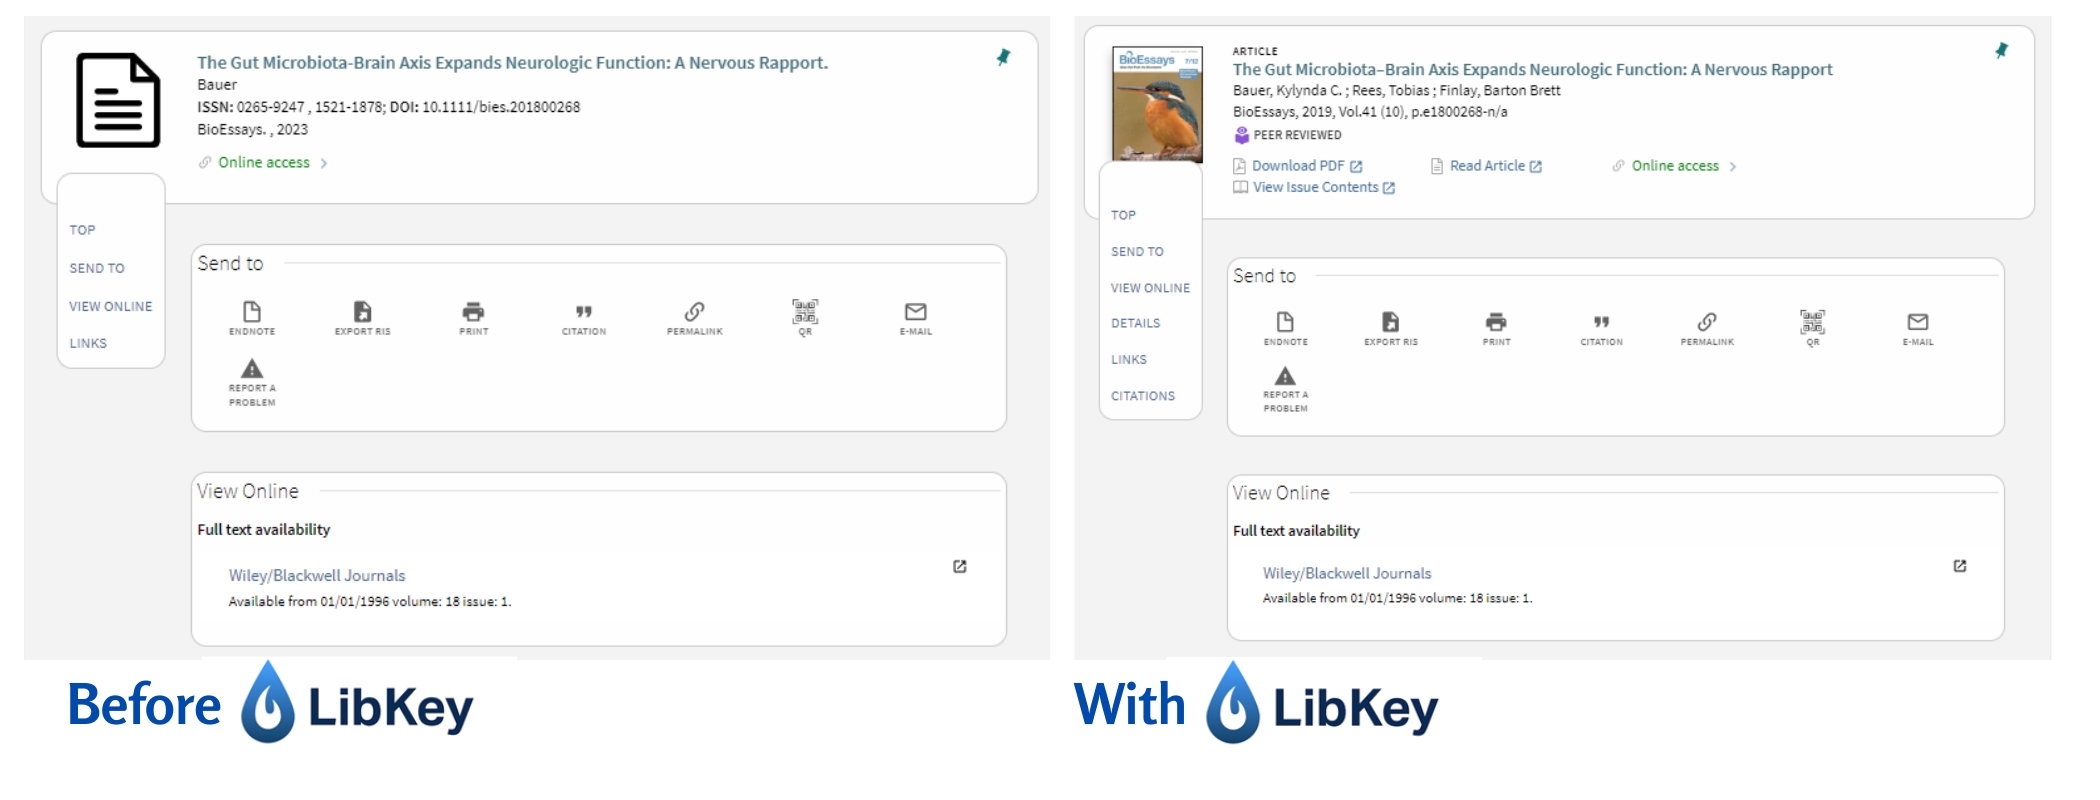 The Gut Microbiota-Brain Axis Expands Neurologic Function: A Nervous Rapport.
Bauer
ISSN: 0265-9247 , 1521-1878; DOI: 10.1111/bies.201800268
BioEssays. , 2023
Online access
TOP
SEND TO
VIEW ONLINE
LINKS
Send to
ENDNOTE
EXPORT RIS
PRINT
CITATION
PERMALINK
QR
E-MAIL
REPORT A
PROBLEM
View Online
Full text availability
Wiley/Blackwell Journals
Available from 01/01/1996 volume: 18 issue: 1.
Before LibKey
BioEssays 7/12
ARTICLE
The Gut Microbiota–Brain Axis Expands Neurologic Function: A Nervous Rapport
Bauer, Kylynda C. ; Rees, Tobias ; Finlay, Barton Brett
BioEssays, 2019, Vol.41 (10), p.e1800268-n/a
PEER REVIEWED
Download PDF
Read Article
Online access
View Issue Contents
TOP
SEND TO
VIEW ONLINE
DETAILS
LINKS
CITATIONS
Send to
ENDNOTE
EXPORT RIS
PRINT
CITATION
PERMALINK
QR
E-MAIL
REPORT A
PROBLEM
View Online
Full text availability
Wiley/Blackwell Journals
Available from 01/01/1996 volume: 18 issue: 1.
With LibKey